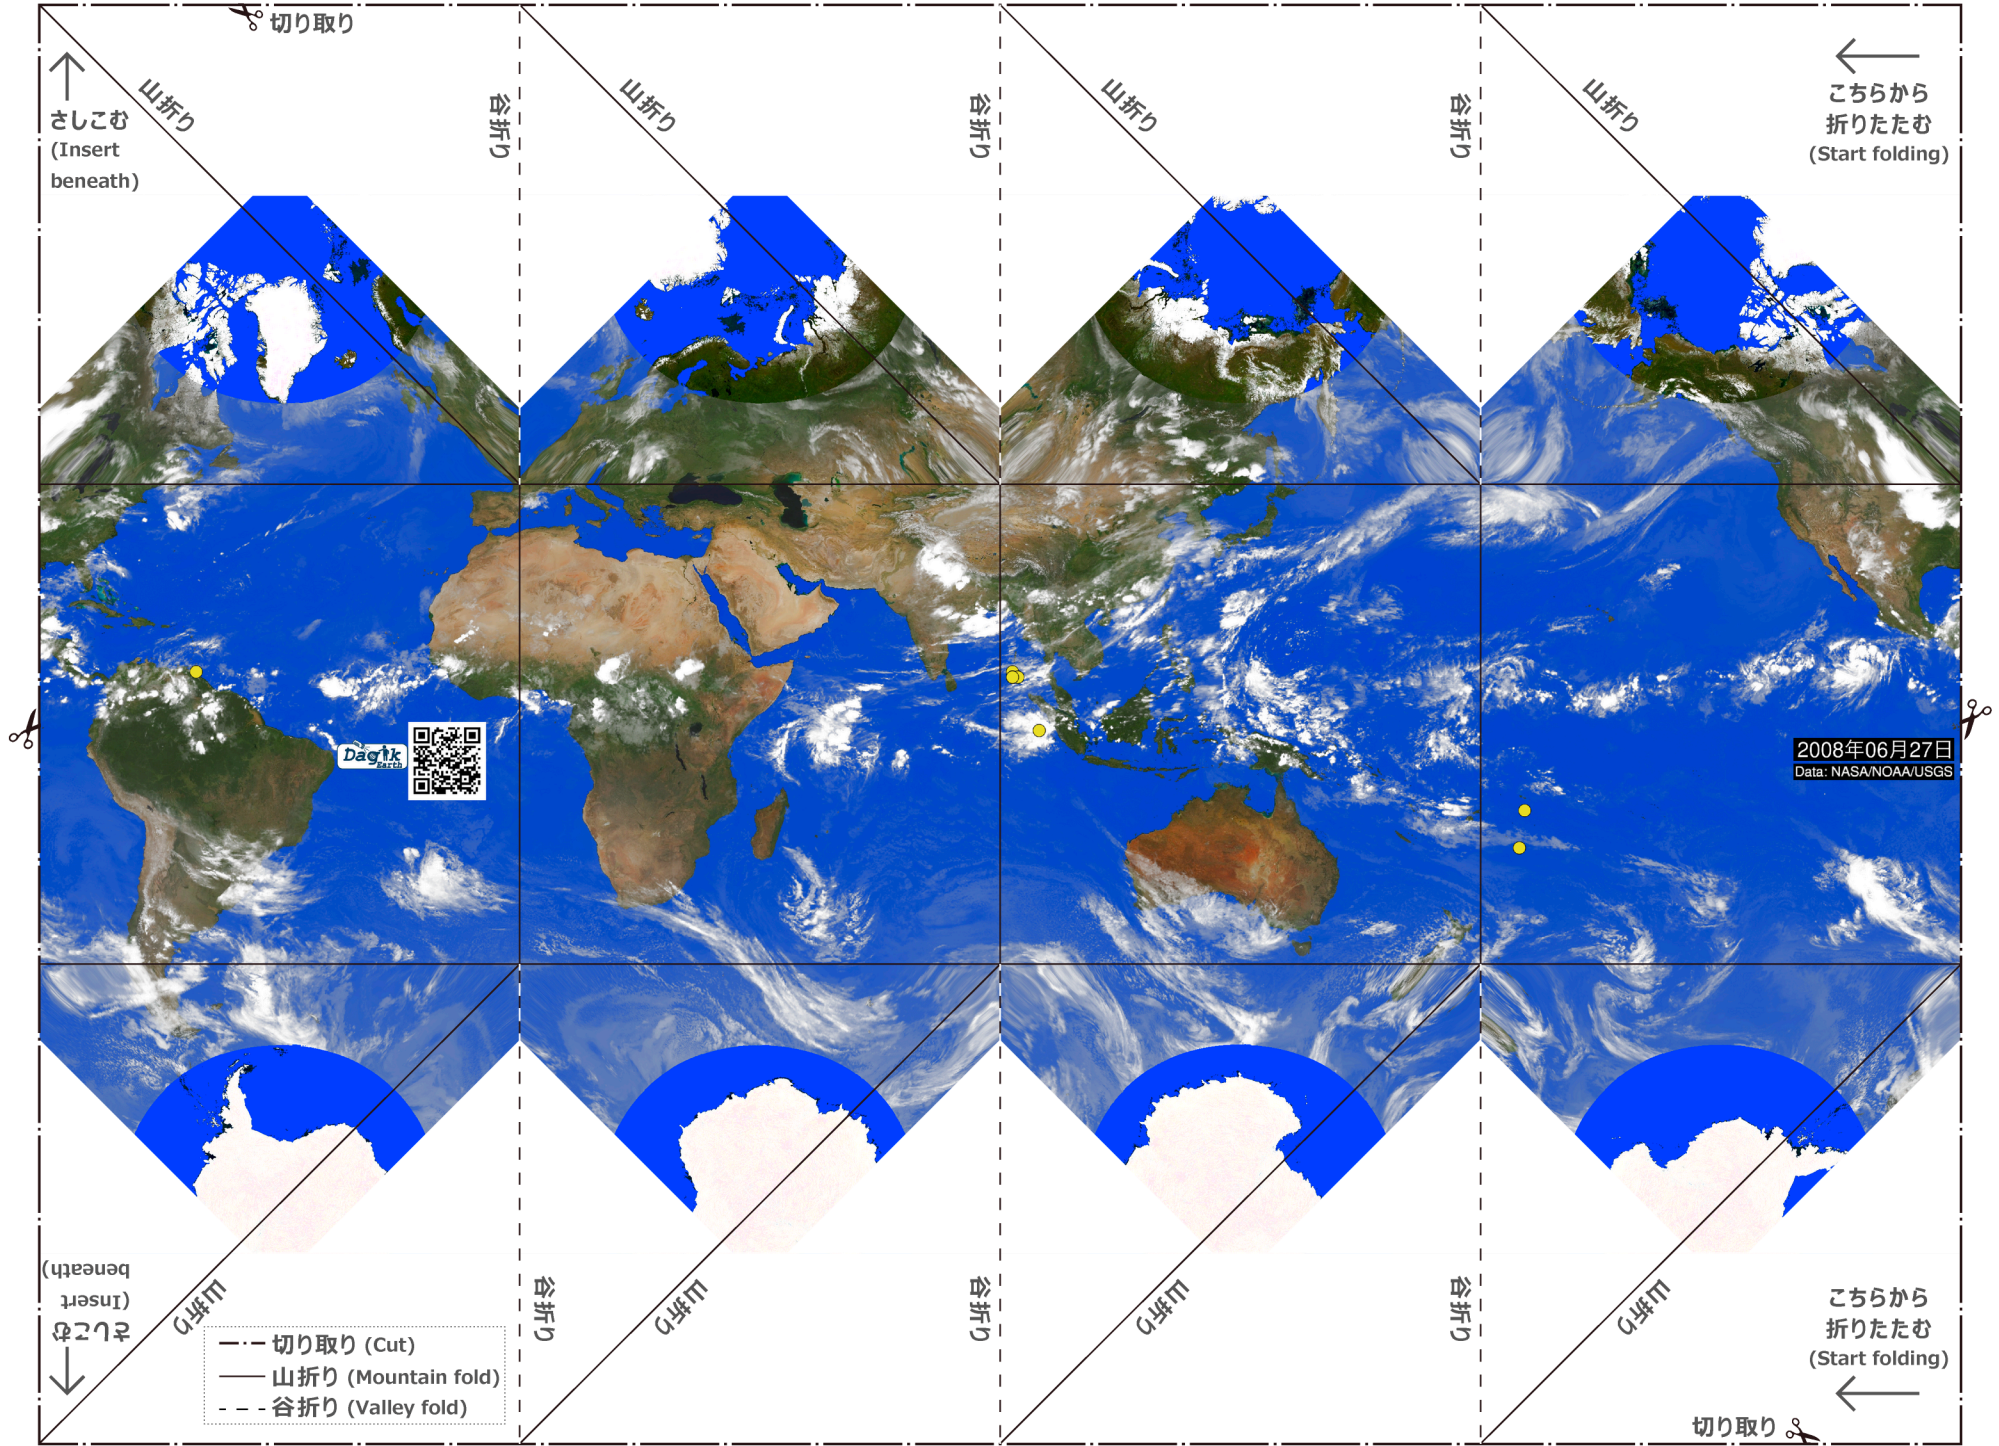 切り取り
さしこむ
(Insert
beneath)
山折り
谷折り
山折り
谷折り
山折り
谷折り
山折り
こちらから
折りたたむ
(Start folding)
Dagik
Earth
2008年06月27日
Data: NASA/NOAA/USGS
さしこむ
(Insert
beneath)
山折り
谷折り
山折り
谷折り
山折り
谷折り
山折り
こちらから
折りたたむ
(Start folding)
切り取り (Cut)
山折り (Mountain fold)
谷折り (Valley fold)
切り取り